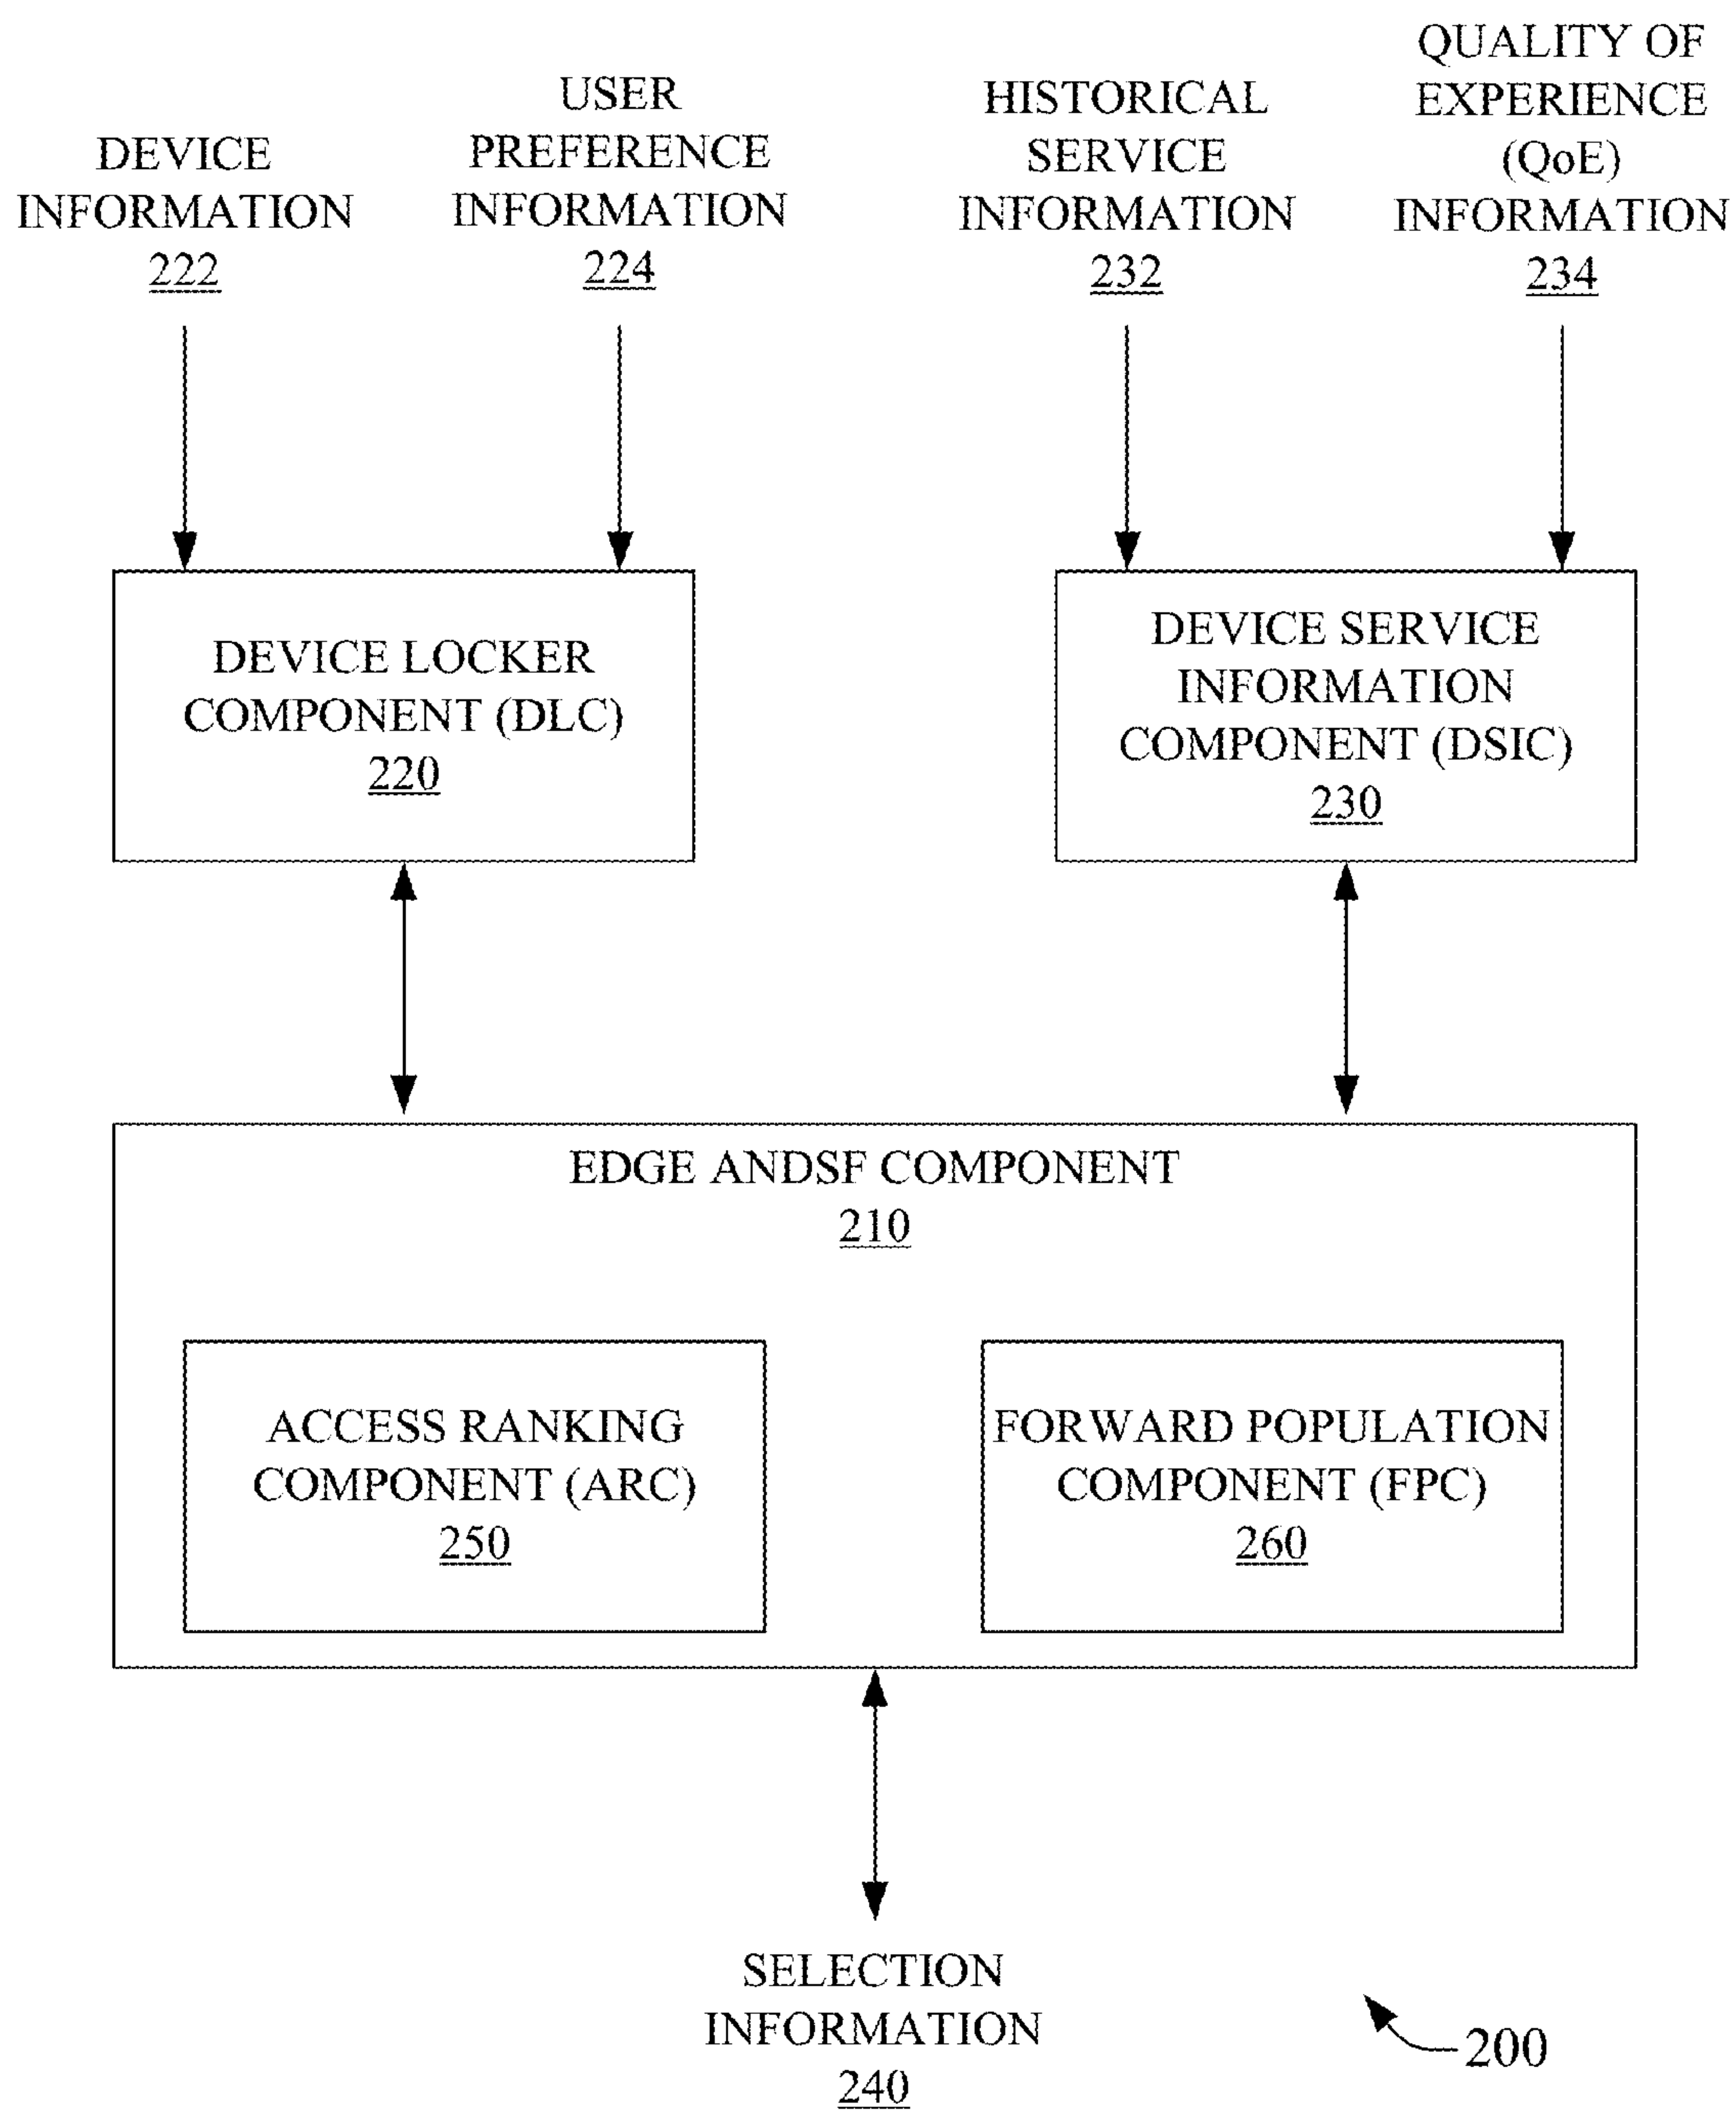 DEVICE
INFORMATION
222
USER
PREFERENCE
INFORMATION
224
HISTORICAL
SERVICE
INFORMATION
232
QUALITY OF
EXPERIENCE
(QoE)
INFORMATION
234
DEVICE LOCKER
COMPONENT (DLC)
220
DEVICE SERVICE
INFORMATION
COMPONENT (DSIC)
230
EDGE ANDSF COMPONENT
210
ACCESS RANKING
COMPONENT (ARC)
250
FORWARD POPULATION
COMPONENT (FPC)
260
SELECTION
INFORMATION
240
200